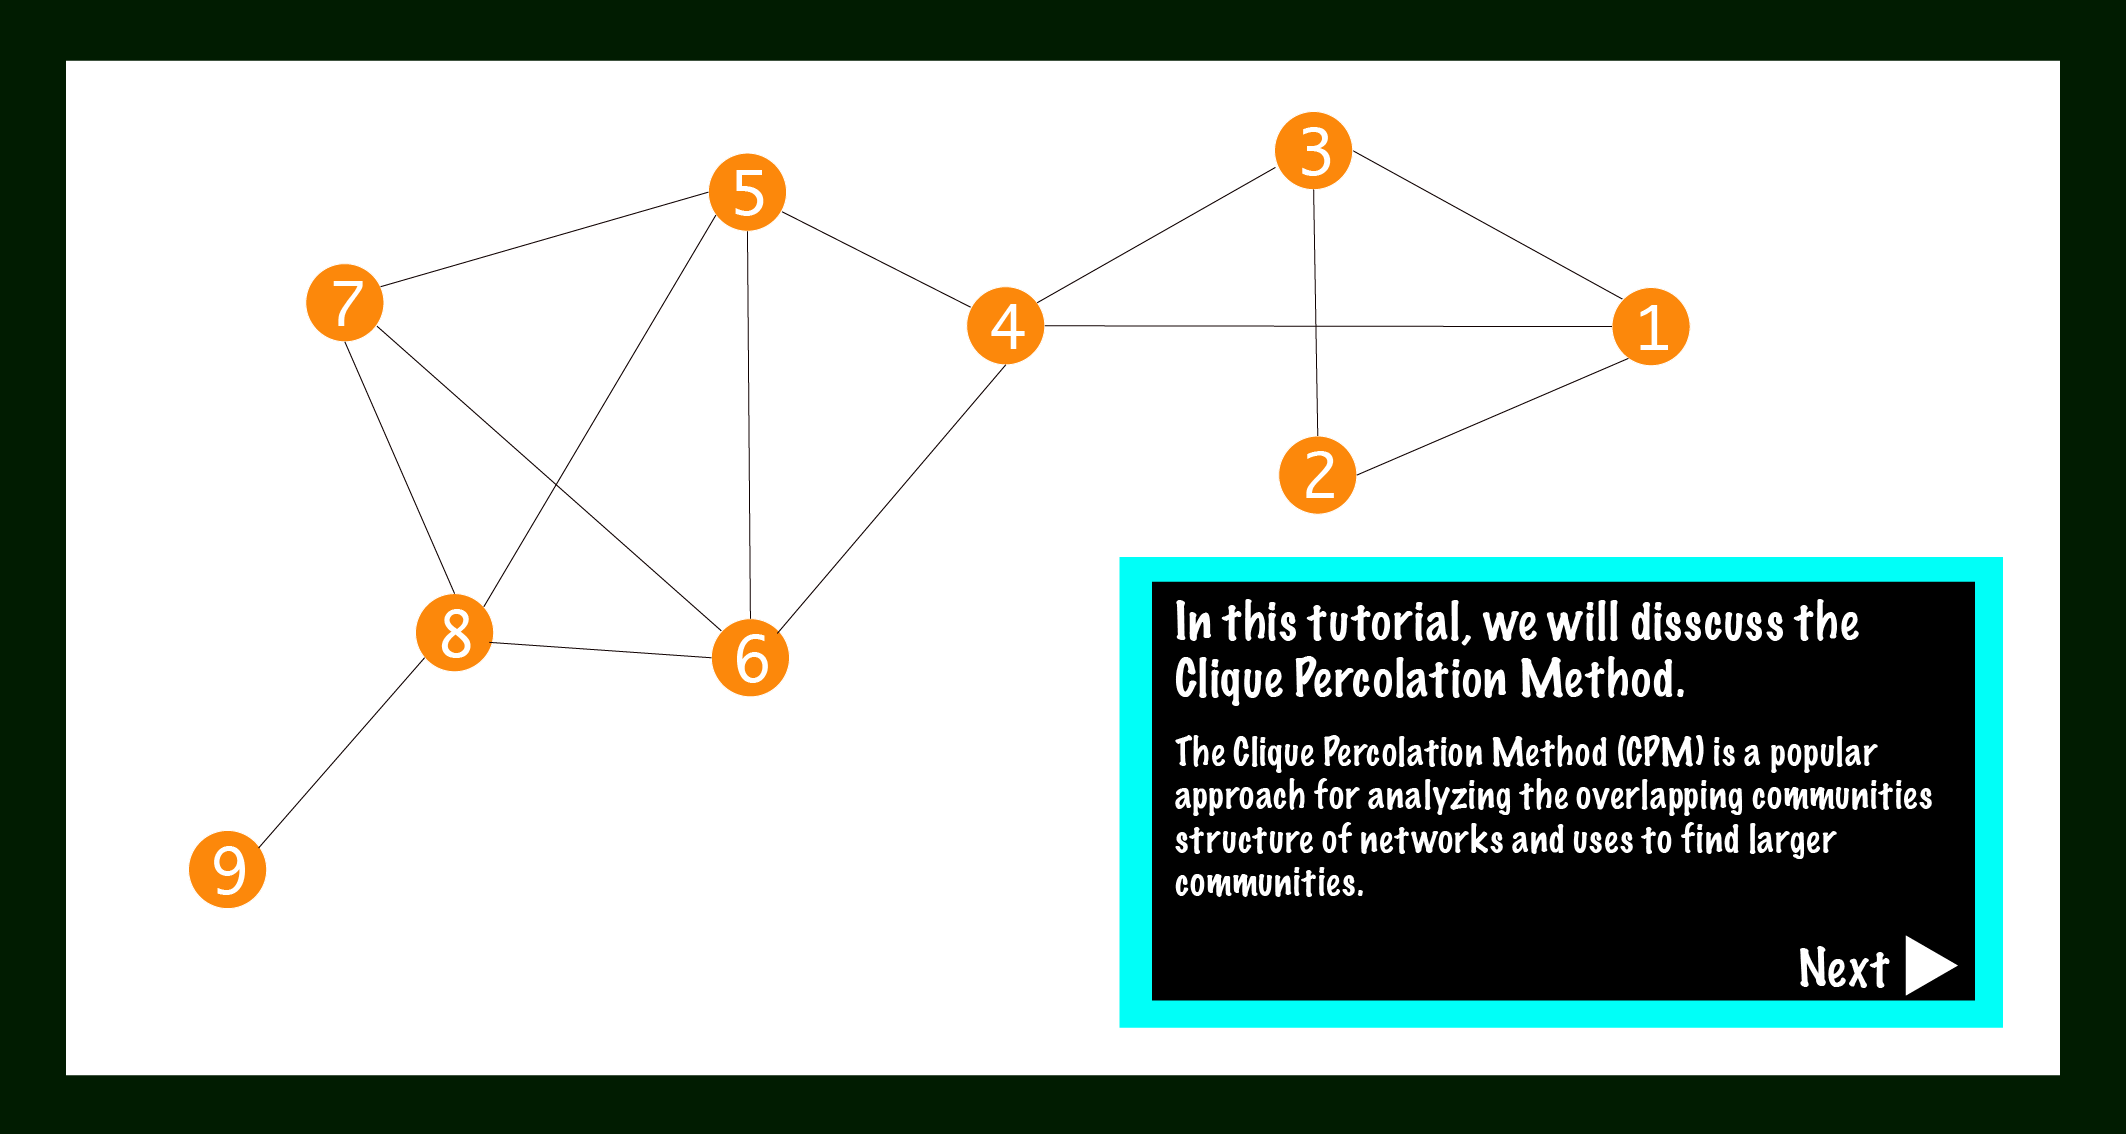 3
5
7
4
1
2
8
6
9
In this tutorial, we will disscuss the
Clique Percolation Method.
The Clique Percolation Method (CPM) is a popular
approach for analyzing the overlapping communities
structure of networks and uses to find larger
communities.
Next